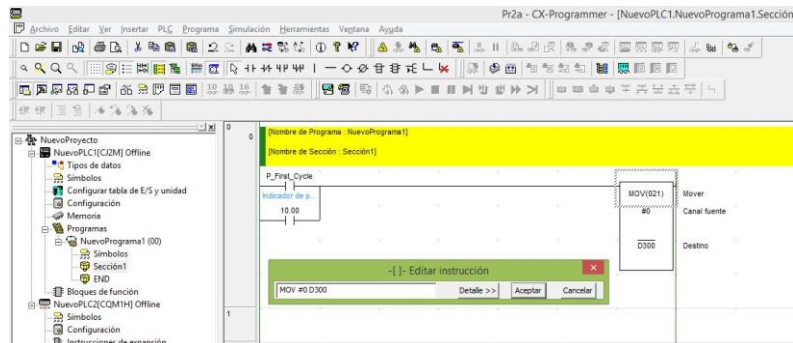 Pr2a - CX-Programmer - [NuevoPLC1.NuevoPrograma1.Sección
Archivo Editar Ver Insertar PLC Programa Simulación Herramientas Ventana Ayuda
NuevoProyecto
NuevoPLC1[CJ2M] Offline
Tipos de datos
Símbolos
Configurar tabla de E/S y unidad
Configuración
Memoria
Programas
NuevoPrograma1 (00)
Símbolos
Sección1
END
Bloques de función
NuevoPLC2[CQM1H] Offline
Símbolos
Configuración
Instrucciones de expansión
0
0
[Nombre de Programa : NuevoPrograma1]
[Nombre de Sección : Sección1]
P_First_Cycle
Indicador de p...
10.00
MOV(021)
Mover
#0
Canal fuente
D300
Destino
-[ ]- Editar instrucción
MOV #0 D300
Detalle >>
Aceptar
Cancelar
1